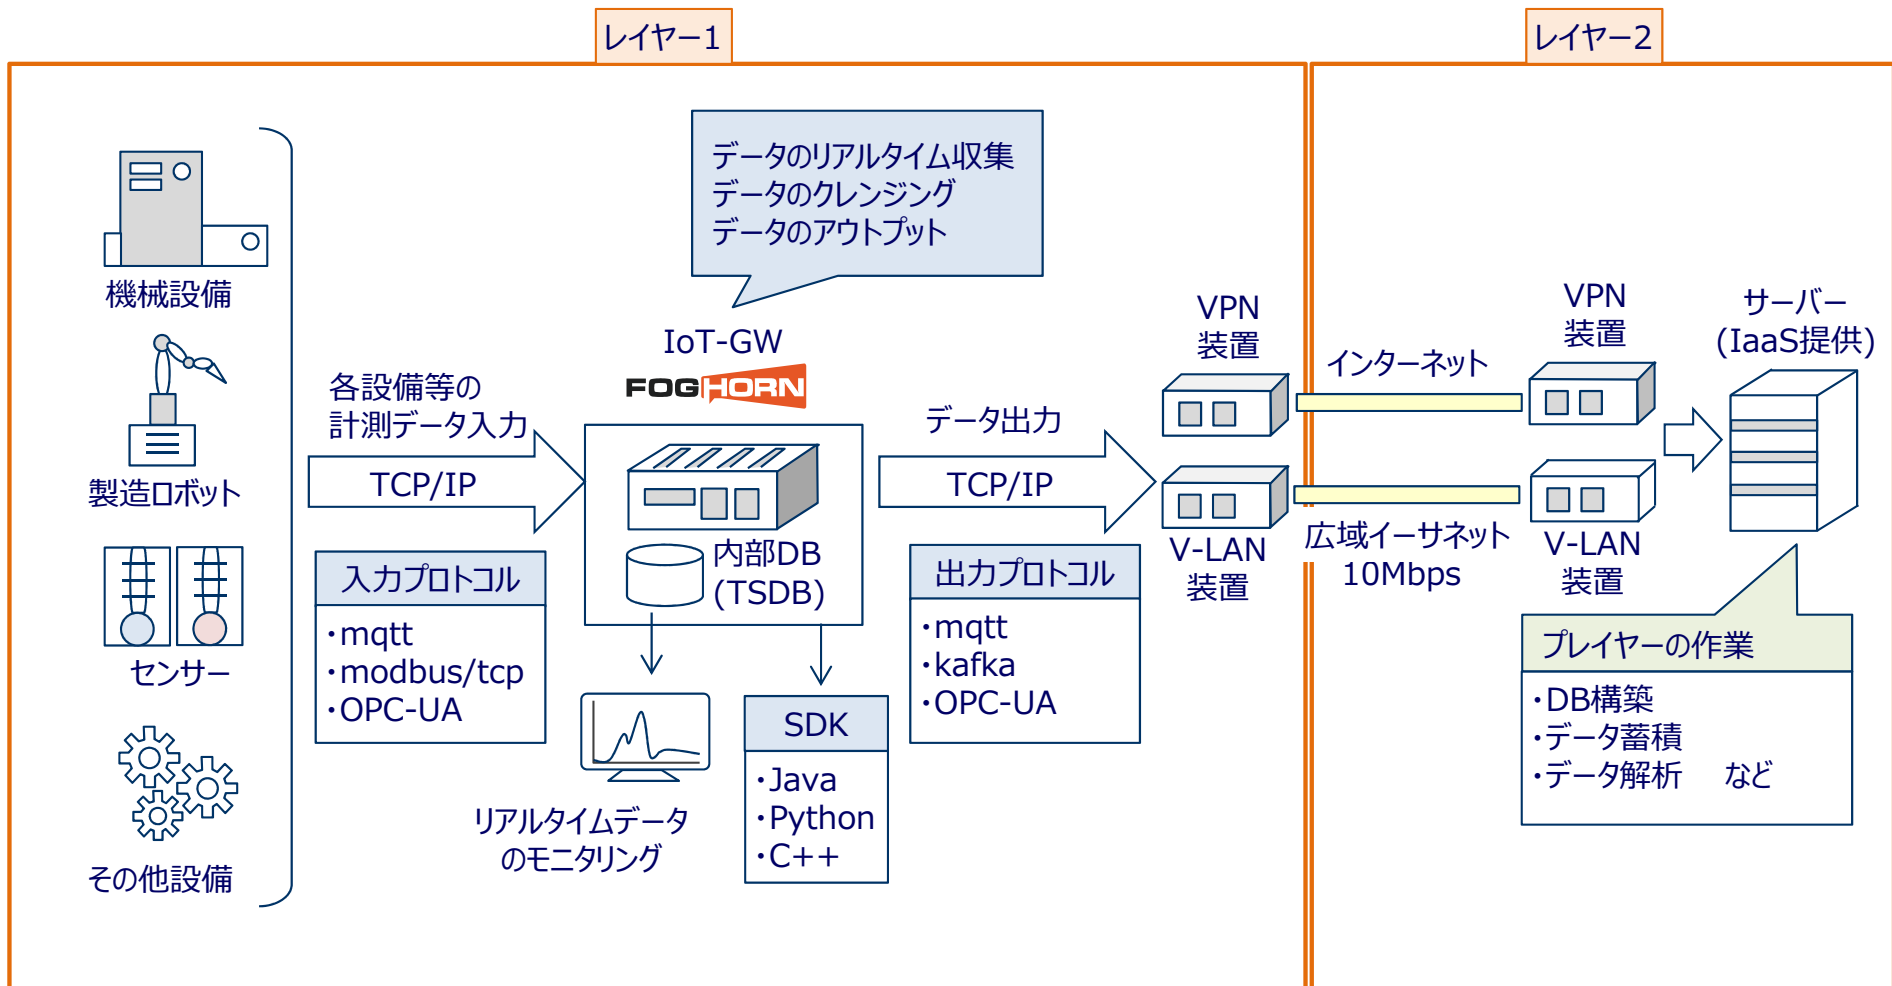 レイヤー1
レイヤー2
データのリアルタイム収集
データのクレンジング
データのアウトプット
機械設備
製造ロボット
センサー
その他設備
各設備等の
計測データ入力
TCP/IP
入力プロトコル
・mqtt
・modbus/tcp
・OPC-UA
IoT-GW
FOGHORN
内部DB
(TSDB)
リアルタイムデータ
のモニタリング
SDK
・Java
・Python
・C++
データ出力
TCP/IP
出力プロトコル
・mqtt
・kafka
・OPC-UA
VPN
装置
V-LAN
装置
インターネット
広域イーサネット
10Mbps
VPN
装置
V-LAN
装置
サーバー
(IaaS提供)
プレイヤーの作業
・DB構築
・データ蓄積
・データ解析　など